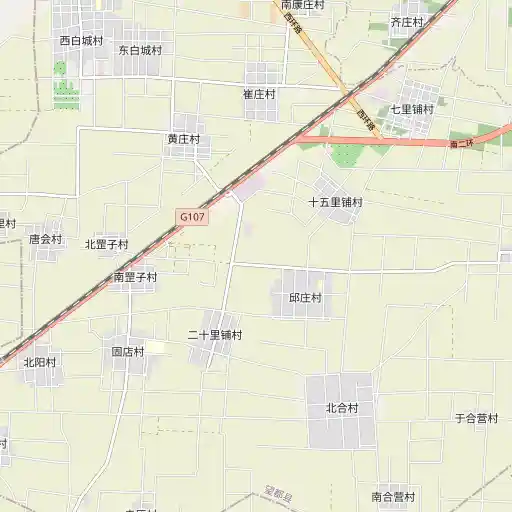 南康庄村
齐庄村
西环路
西白城村
东白城村
崔庄村
七里铺村
西环路
黄庄村
南二环
十五里铺村
G107
里村
唐会村
北罡子村
南罡子村
邱庄村
二十里铺村
固店村
北阳村
北合村
于合营村
村
望都县
南合营村